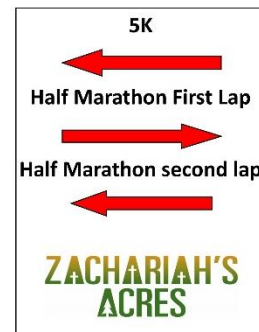 5K
Half Marathon First Lap
Half Marathon second lap
ZACHARIAH'S
ACRES